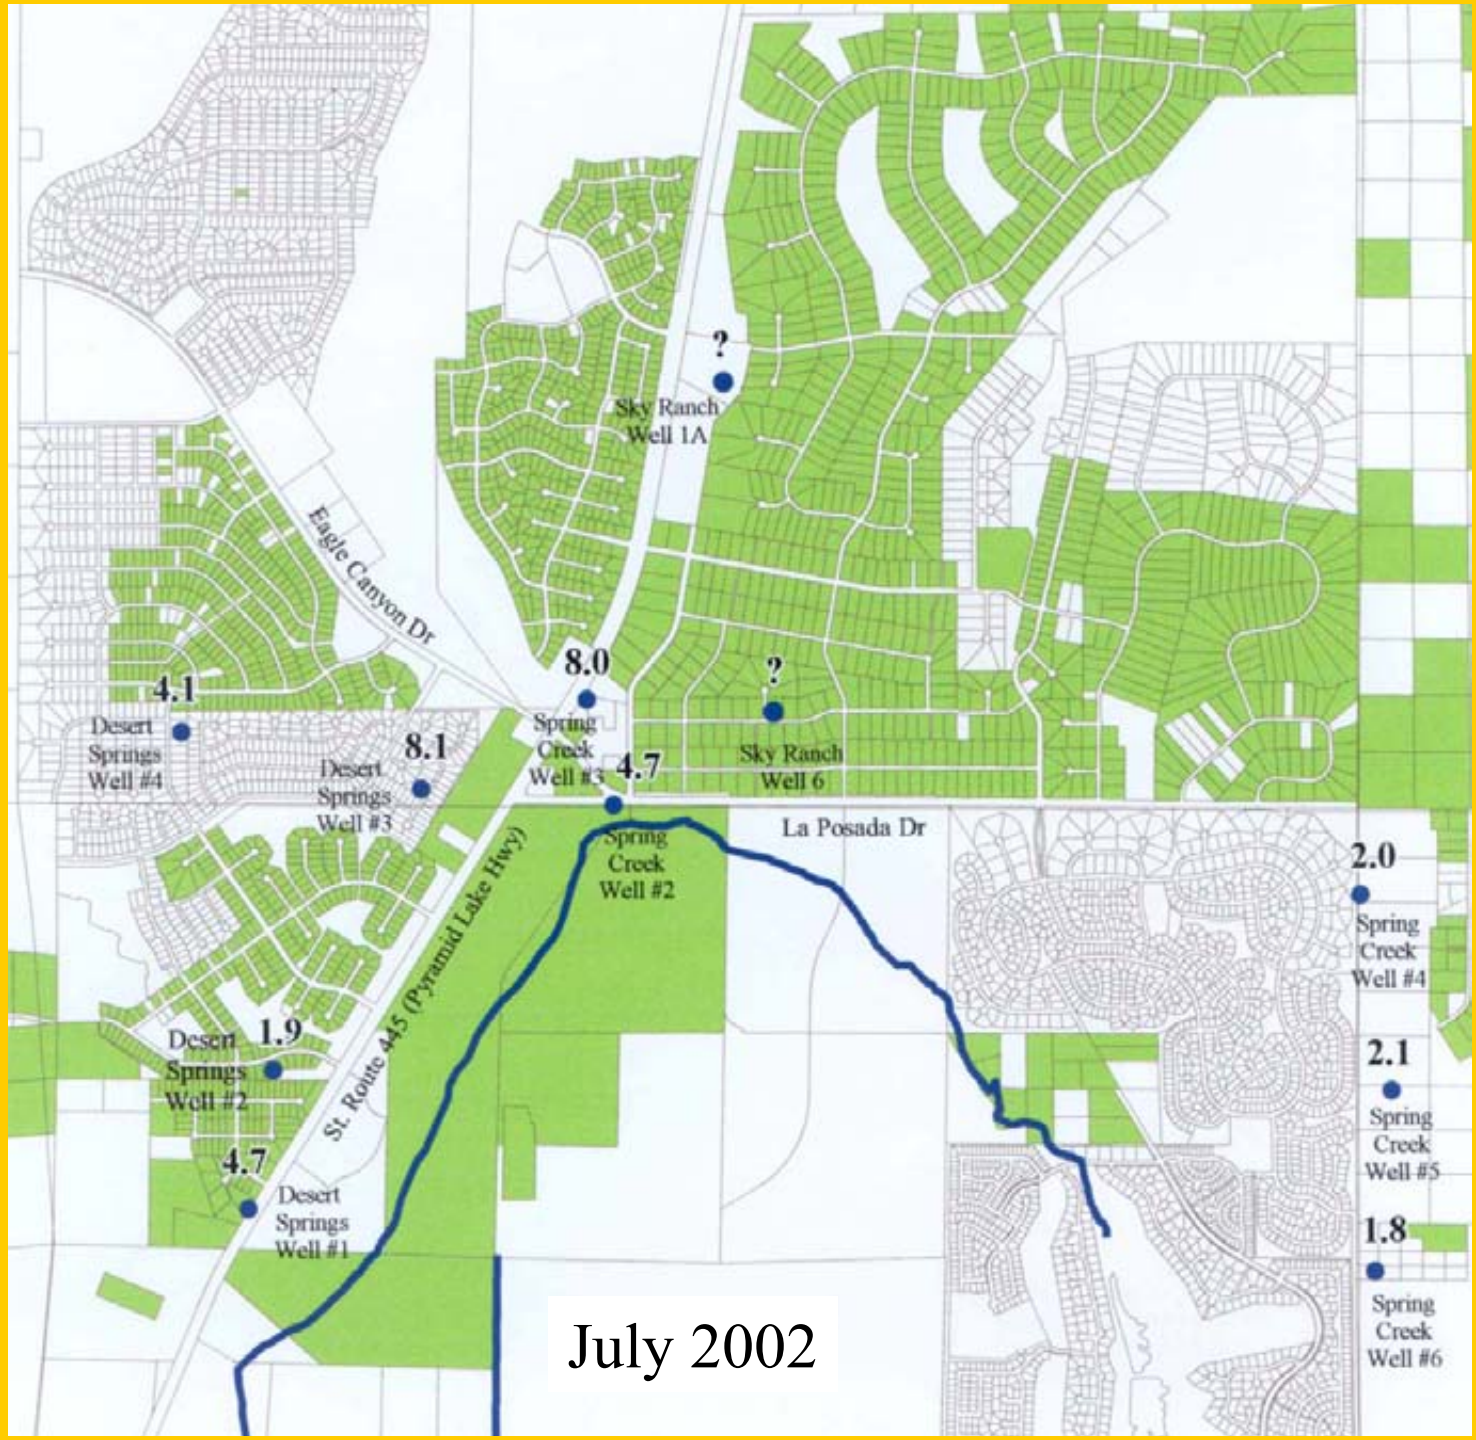 ?
Sky Ranch
Well 1A
Eagle Canyon Dr
8.0
Spring
Creek
Well #3
?
Sky Ranch
Well 6
4.1
Desert
Springs
Well #4
8.1
Desert
Springs
Well #3
4.7
Spring
Creek
Well #2
La Posada Dr
St. Route 445 (Pyramid Lake Hwy)
2.0
Spring
Creek
Well #4
1.9
Desert
Springs
Well #2
2.1
Spring
Creek
Well #5
4.7
Desert
Springs
Well #1
1.8
Spring
Creek
Well #6
July 2002